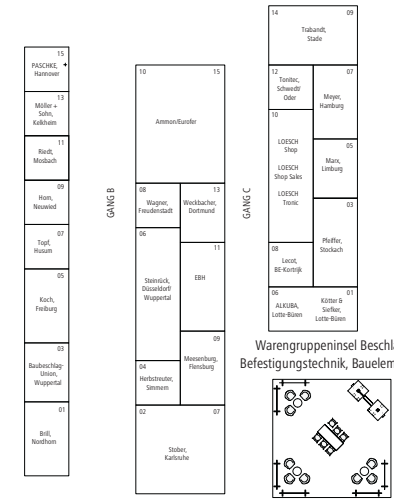 15
PASCHKE,
Hannover
13
Möller +
Sohn,
Kelkheim
11
Riedt,
Mosbach
09
Horn,
Neuwied
07
Topf,
Husum
05
Koch,
Freiburg
03
Baubeschlag-
Union,
Wuppertal
01
Brill,
Nordhorn
GANG B
10 15
Ammon/Eurofer
08
Wagner,
Freudenstadt
13
Weckbacher,
Dortmund
06
Steinrück,
Düsseldorf/
Wuppertal
11
EBH
09
Meesenburg,
Flensburg
04
Herbstreuter,
Simmern
02 07
Stober,
Karlsruhe
GANG C
14 09
Trabandt,
Stade
12
Tonitec,
Schwedt/
Oder
07
Meyer,
Hamburg
10
LOESCH
Shop
LOESCH
Shop Sales
LOESCH
Tronic
05
Marx,
Limburg
03
Pfeiffer,
Stockach
08
Lecot,
BE-Kortrijk
06
ALKUBA,
Lotte-Büren
01
Kötter &
Siefker,
Lotte-Büren
Warengruppeninsel Beschla
Befestigungstechnik, Bauelem